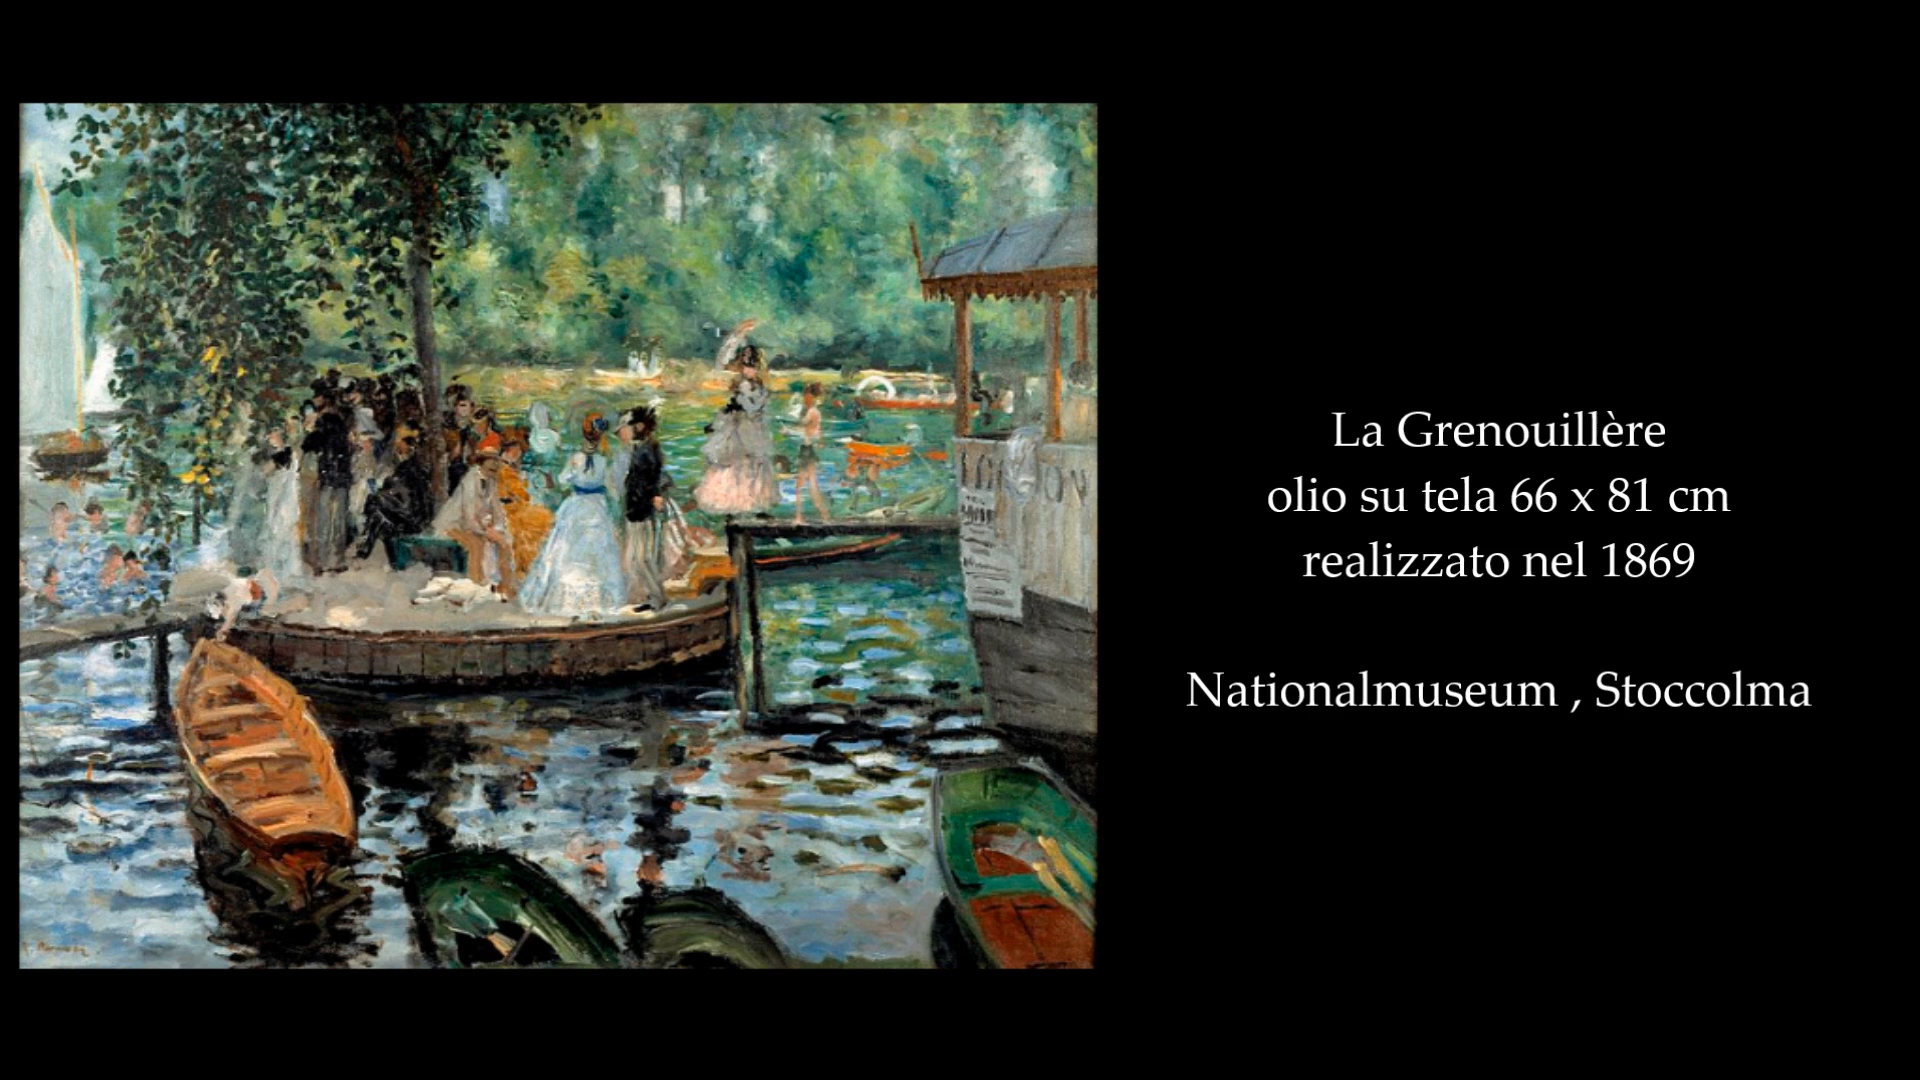 La Grenouillère
olio su tela 66 x 81 cm
realizzato nel 1869
Nationalmuseum , Stoccolma